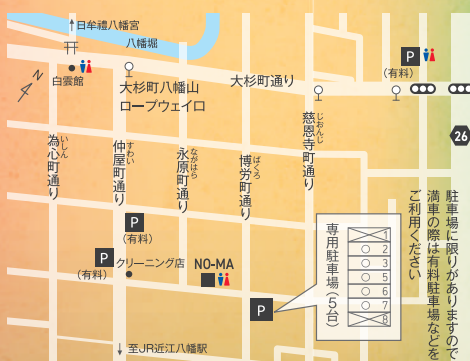 ↑日牟禮八幡宮
八幡堀
N
白雲館
大杉町八幡山
ロープウェイ口
大杉町通り
P
(有料)
26
為心町通り
いしん
仲屋町通り
すわい
永原町通り
ながはら
博労町通り
ばくろ
慈恩寺町通り
じおんじ
P
(有料)
P
(有料)
クリーニング店
NO-MA
P
専用駐車場(5台)
1
2
3
5
6
7
8
駐車場に限りがありますので
満車の際は有料駐車場などを
ご利用ください
↓至JR近江八幡駅